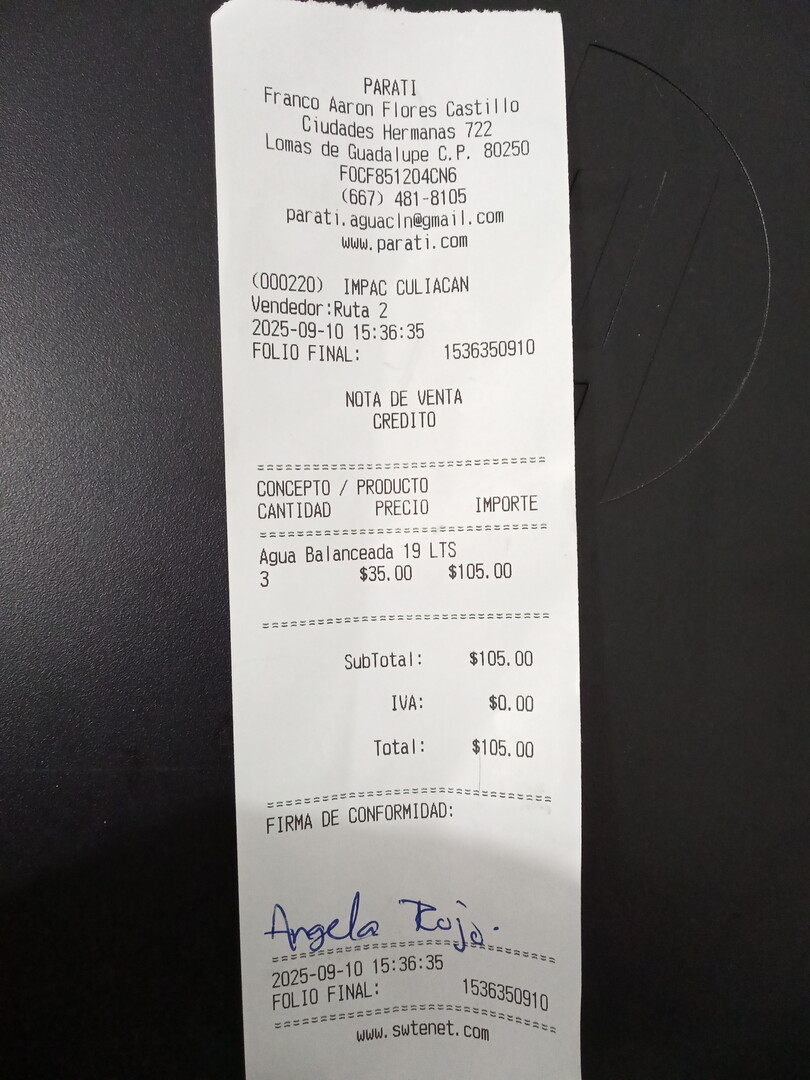 PARATI
Franco Aaron Flores Castillo
Ciudades Hermanas 722
Lomas de Guadalupe C.P. 80250
FOCF851204CN6
(667) 481-8105
parati.aguacln@gmail.com
www.parati.com
(000220) IMPAC CULIACAN
Vendedor:Ruta 2
2025-09-10 15:36:35
FOLIO FINAL: 1536350910
NOTA DE VENTA
CREDITO
CONCEPTO / PRODUCTO
CANTIDAD PRECIO IMPORTE
Agua Balanceada 19 LTS
3 $35.00 $105.00
SubTotal: $105.00
IVA: $0.00
Total: $105.00
FIRMA DE CONFORMIDAD:
Angela Rojo.
2025-09-10 15:36:35
FOLIO FINAL: 1536350910
www.swtenet.com